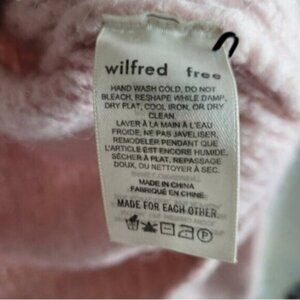 wilfred free
HAND WASH COLD, DO NOT
BLEACH, RESHAPE WHILE DAMP,
DRY FLAT, COOL IRON, OR DRY
CLEAN.
LAVER À LA MAIN À L'EAU
FROIDE, NE PAS JAVELISER,
REMODELER PENDANT QUE
L'ARTICLE EST ENCORE HUMIDE,
SÉCHER À PLAT, REPASSAGE
DOUX, OU NETTOYER À SEC.
MADE IN CHINA
FABRIQUÉ EN CHINE
MADE FOR EACH OTHER.